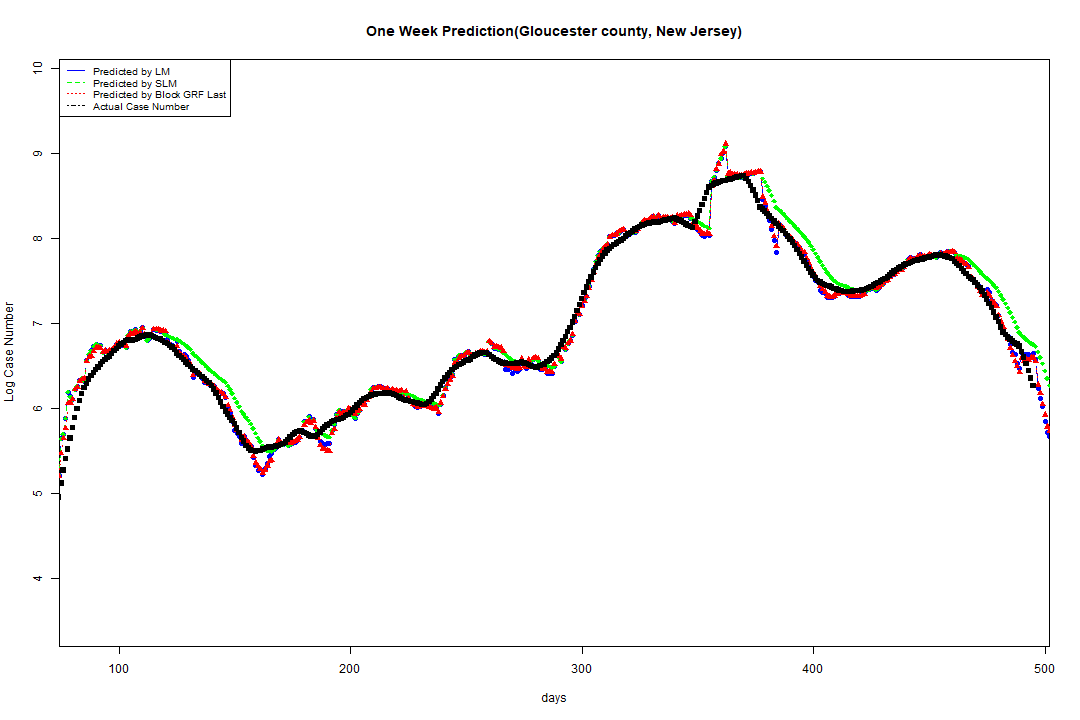 One Week Prediction(Gloucester county, New Jersey)
Predicted by LM
Predicted by SLM
Predicted by Block GRF Last
Actual Case Number
10
9
8
7
6
5
4
Log Case Number
100
200
300
400
500
days